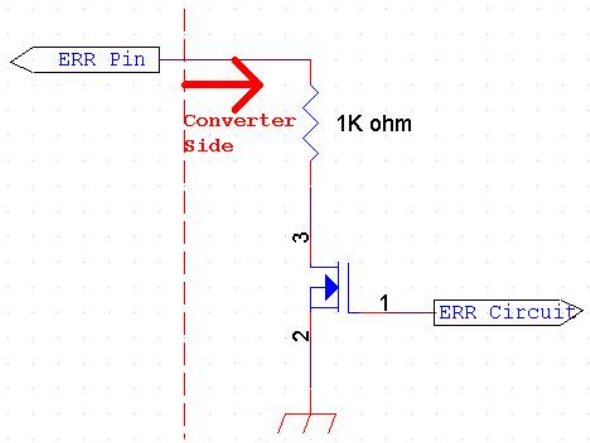 ERR Pin
Converter
Side
1K ohm
3
1
ERR Circuit
2